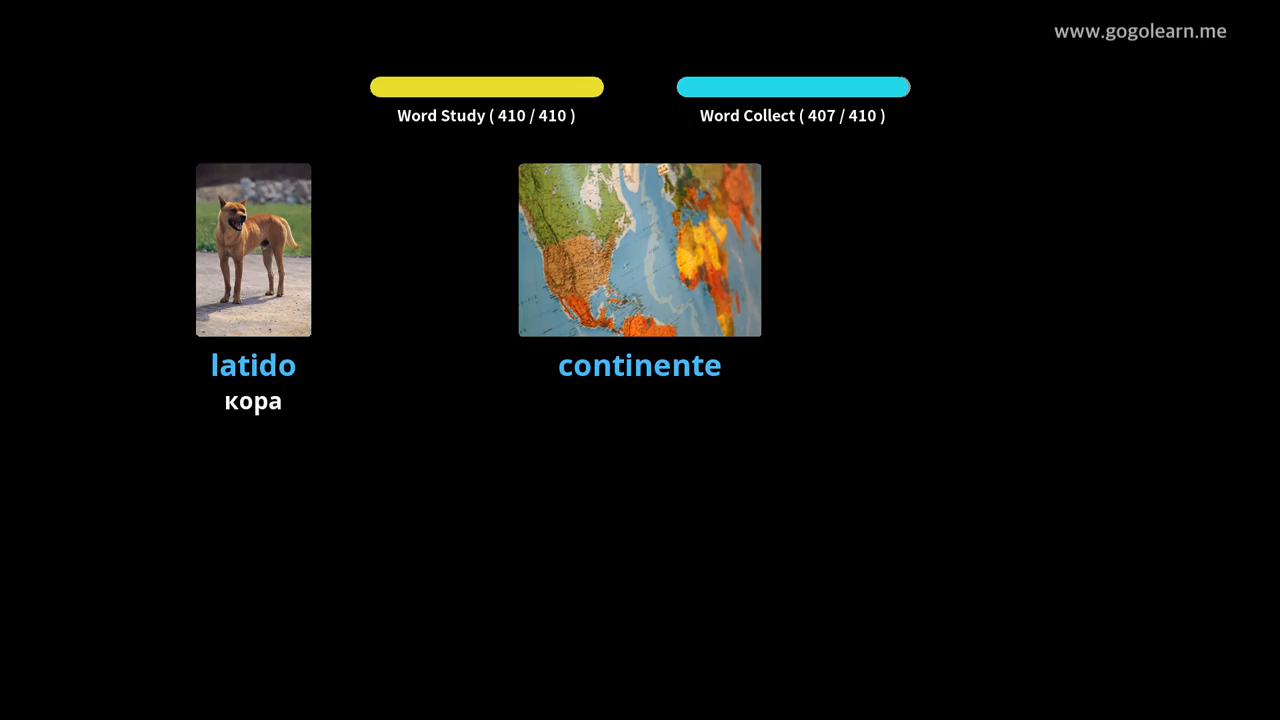 www.gogolearn.me
Word Study ( 410 / 410 )
Word Collect ( 407 / 410 )
latido
кора
continente